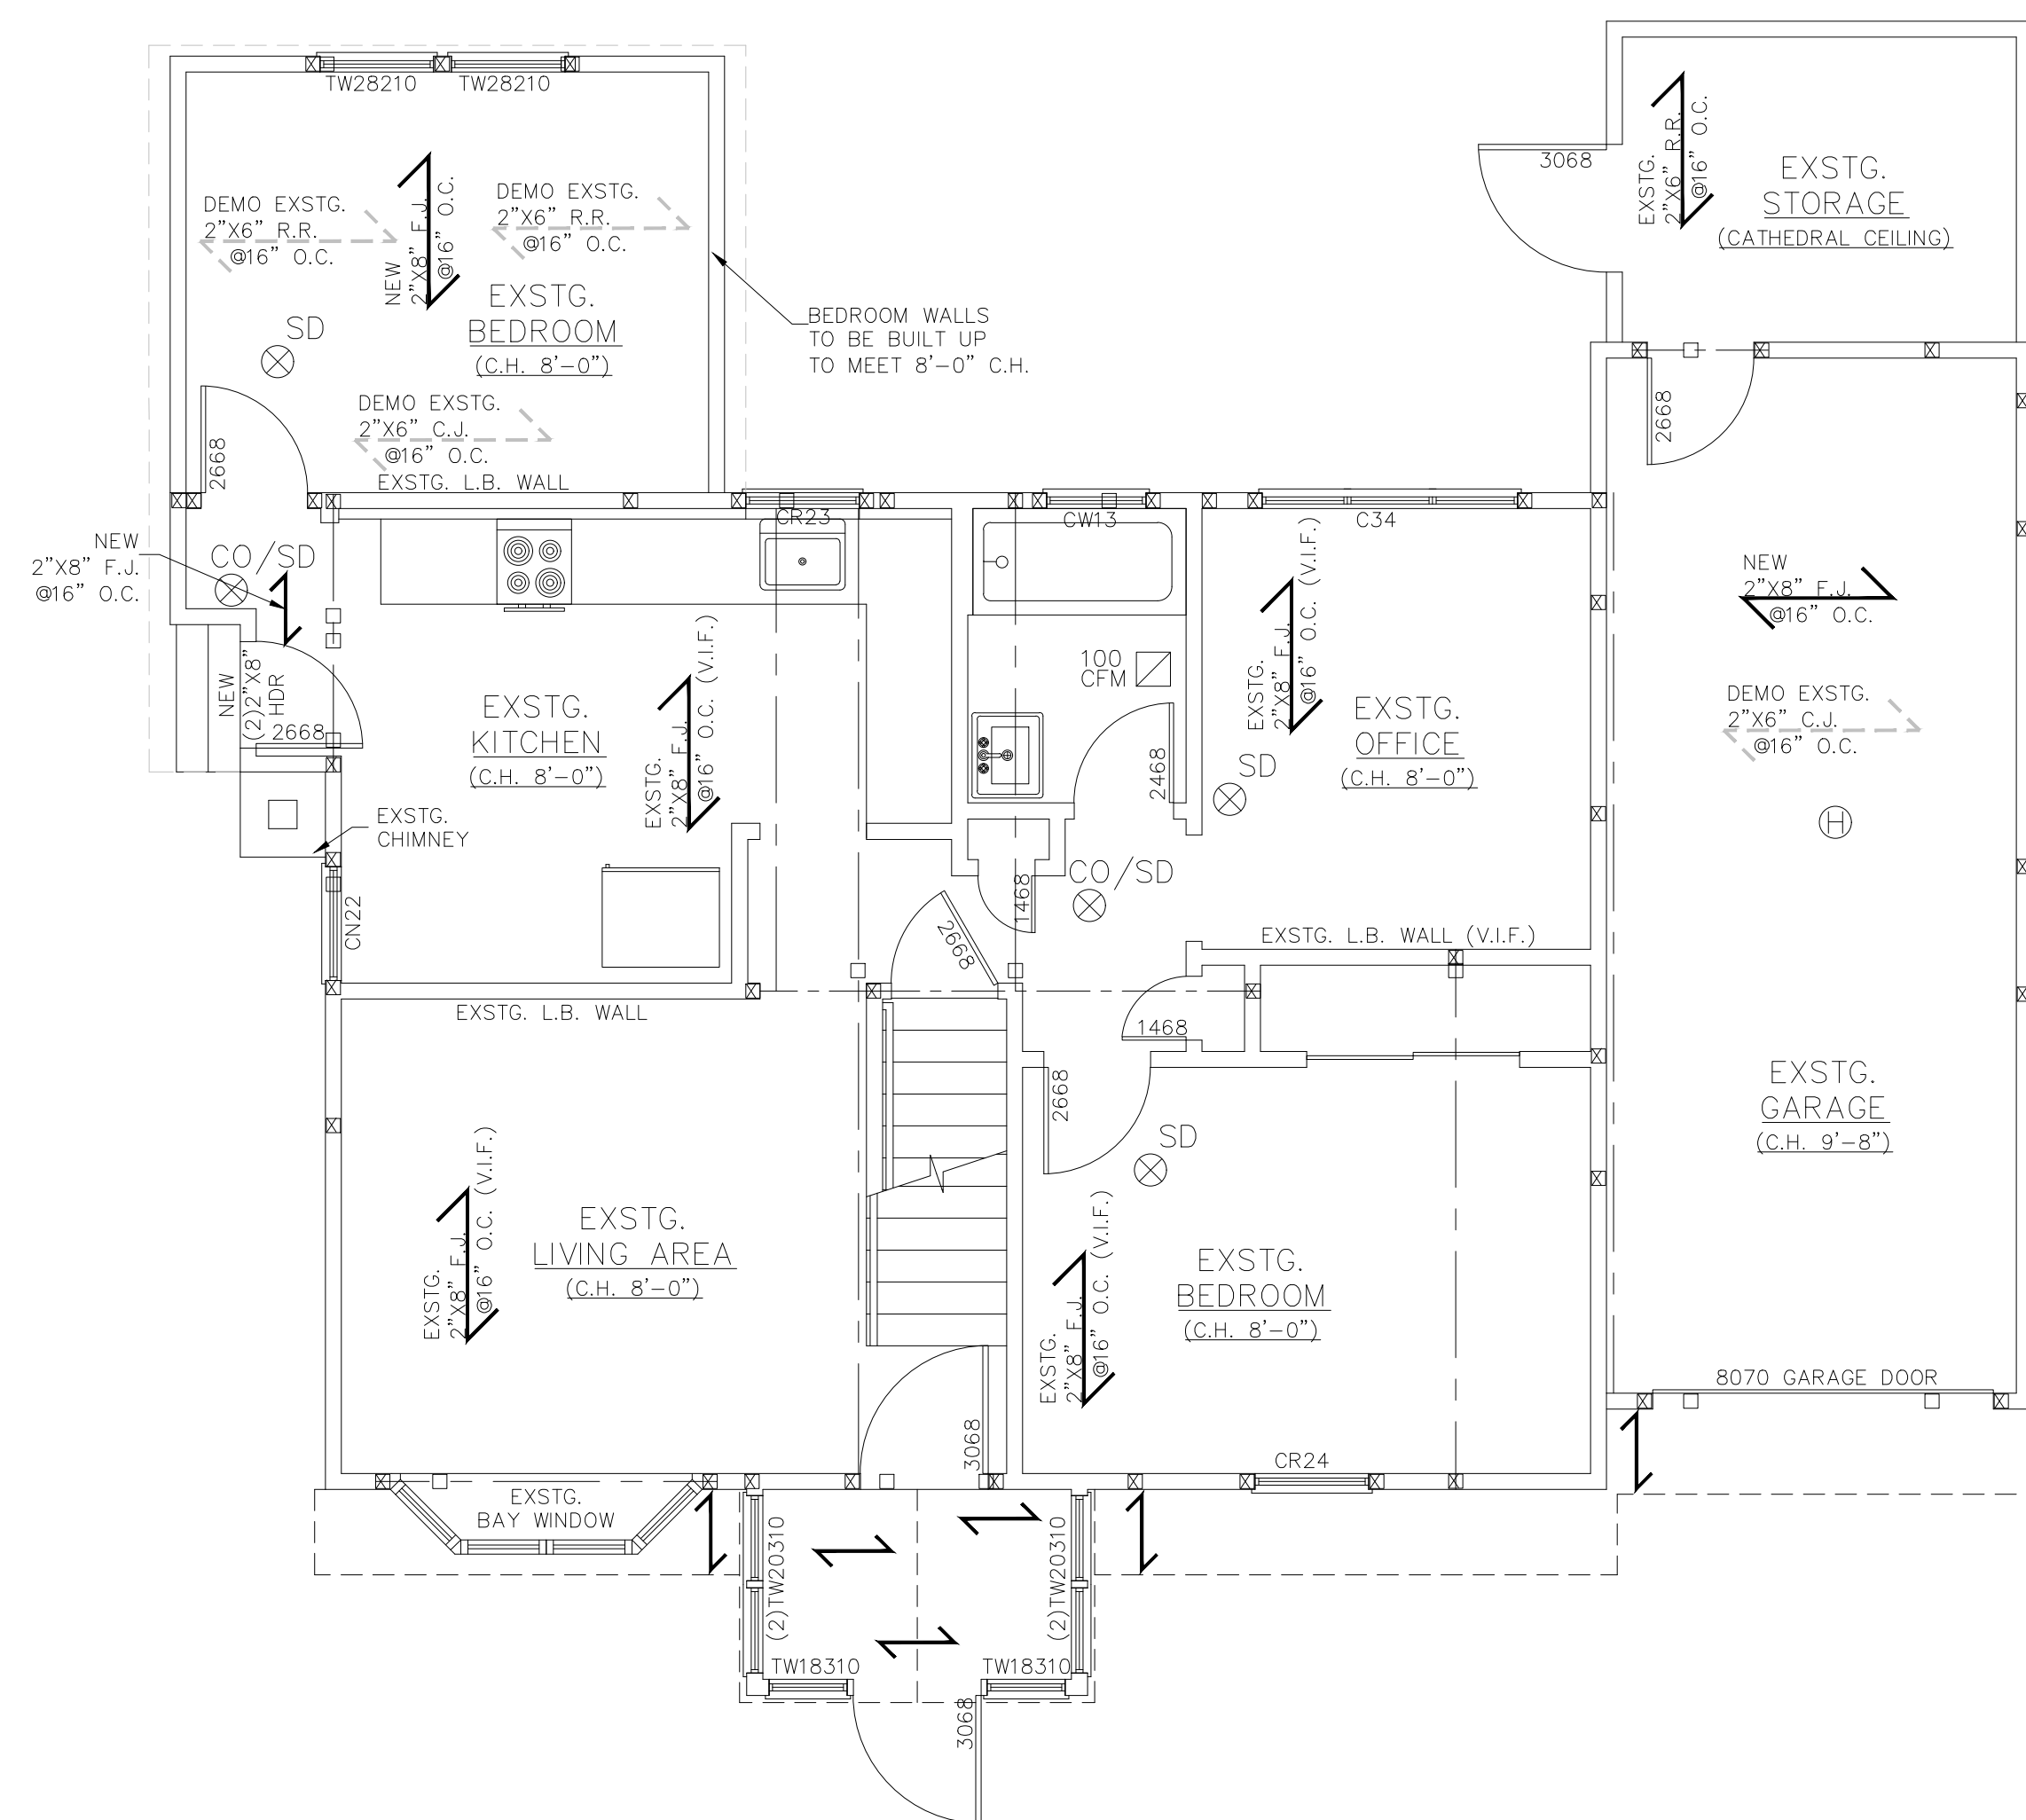 TW28210
TW28210
DEMO EXSTG.
2"X6" R.R.
@16" O.C.
NEW
2"X8" F.J.
@16" O.C.
DEMO EXSTG.
2"X6" R.R.
@16" O.C.
EXSTG.
BEDROOM
(C.H. 8'-0")
SD
BEDROOM WALLS
TO BE BUILT UP
TO MEET 8'-0" C.H.
DEMO EXSTG.
2"X6" C.J.
@16" O.C.
EXSTG. L.B. WALL
2668
3068
EXSTG.
2"X6" R.R.
@16" O.C.
EXSTG.
STORAGE
(CATHEDRAL CEILING)
2668
NEW
2"X8" F.J.
@16" O.C.
CO/SD
NEW
(2)2"X8"
HDR
2668
EXSTG.
CHIMNEY
CN22
CR23
EXSTG.
KITCHEN
(C.H. 8'-0")
EXSTG.
2"X8" F.J.
@16" O.C. (V.I.F.)
CW13
100
CFM
2468
1468
CO/SD
2668
C34
EXSTG.
2"X8" F.J.
@16" O.C. (V.I.F.)
EXSTG.
OFFICE
(C.H. 8'-0")
SD
EXSTG. L.B. WALL (V.I.F.)
NEW
2"X8" F.J.
@16" O.C.
DEMO EXSTG.
2"X6" C.J.
@16" O.C.
H
EXSTG.
GARAGE
(C.H. 9'-8")
8070 GARAGE DOOR
EXSTG. L.B. WALL
EXSTG.
2"X8" F.J.
@16" O.C. (V.I.F.)
EXSTG.
LIVING AREA
(C.H. 8'-0")
1468
2668
SD
EXSTG.
2"X8" F.J.
@16" O.C. (V.I.F.)
EXSTG.
BEDROOM
(C.H. 8'-0")
CR24
3068
EXSTG.
BAY WINDOW
(2)TW20310
(2)TW20310
TW18310
TW18310
3068